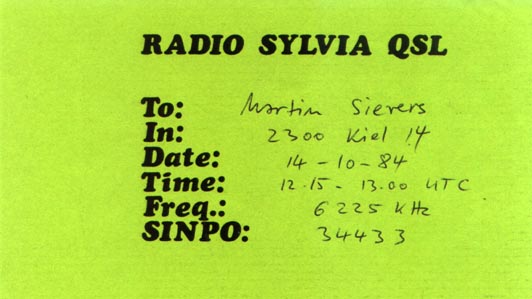 RADIO SYLVIA QSL
To: Martin Sievers
In: 2300 Kiel 14
Date: 14-10-84
Time: 12.15 - 13.00 UTC
Freq.: 6225 KHz
SINPO: 34433